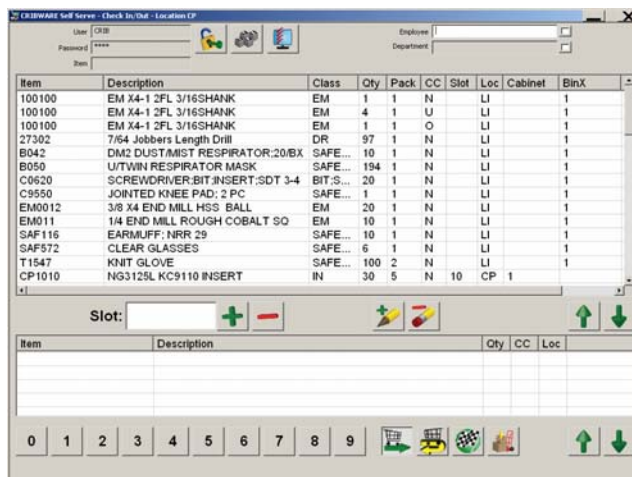 CRIBWARE Self Serve - Check In/Out - Location CP
User CRIB Employee
Password **** Department
Item
Item Description Class Qty Pack CC Slot Loc Cabinet BinX
100100 EM X4-1 2FL 3/16SHANK EM 1 1 N LI 1
100100 EM X4-1 2FL 3/16SHANK EM 4 1 U LI 1
100100 EM X4-1 2FL 3/16SHANK EM 1 1 O LI 1
27302 7/64 Jobbers Length Drill DR 97 1 N LI 1
B042 DM2 DUST/MIST RESPIRATOR;20/BX SAFE... 10 1 N LI 1
B050 U/TWIN RESPIRATOR MASK SAFE... 194 1 N LI 1
C0620 SCREWDRIVER;BIT;INSERT;SDT 3-4 BIT;S... 20 1 N LI 1
C9550 JOINTED KNEE PAD; 2 PC SAFE... 1 1 N LI 1
EM0012 3/8 X4 END MILL HSS BALL EM 20 1 N LI 1
EM011 1/4 END MILL ROUGH COBALT SQ EM 10 1 N LI 1
SAF116 EARMUFF; NRR 29 SAFE... 10 1 N LI 1
SAF572 CLEAR GLASSES SAFE... 6 1 N LI 1
T1547 KNIT GLOVE SAFE... 100 2 N LI 1
CP1010 NG3125L KC9110 INSERT IN 30 5 N 10 CP 1
Slot:
Item Description Qty CC Loc
0 1 2 3 4 5 6 7 8 9